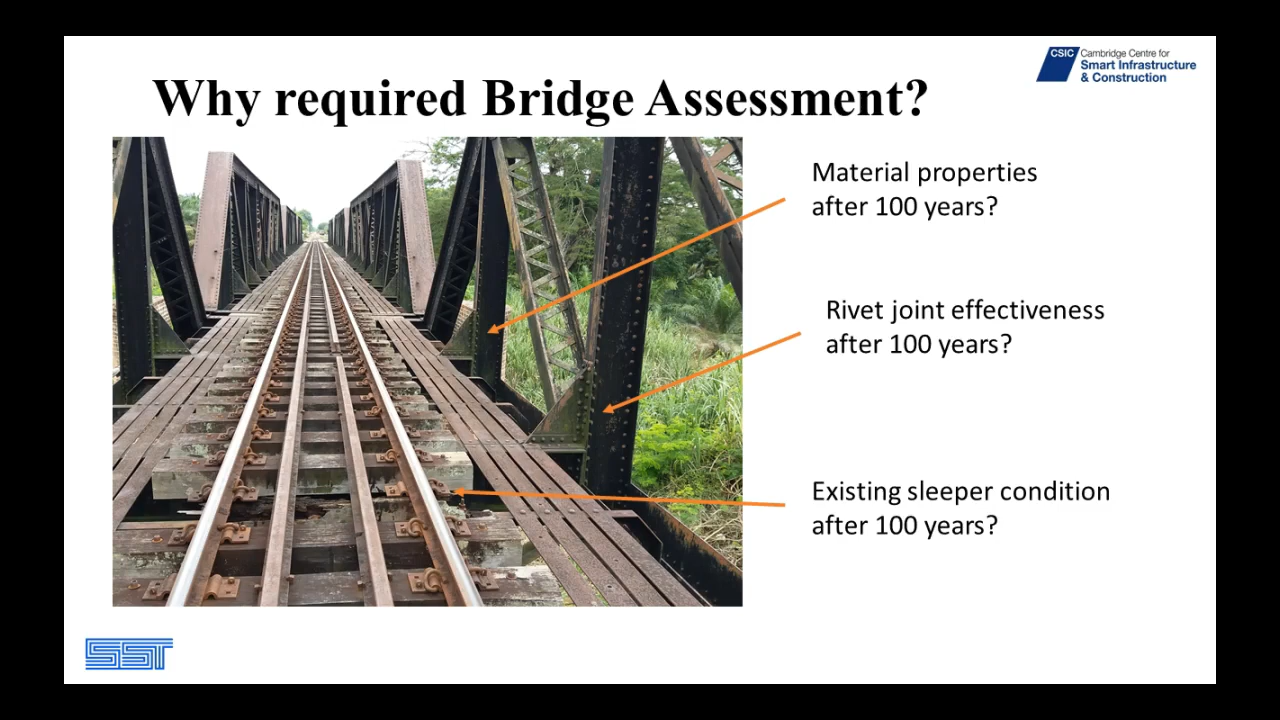 CSIC Cambridge Centre for
Smart Infrastructure
& Construction
Why required Bridge Assessment?
Material properties
after 100 years?
Rivet joint effectiveness
after 100 years?
Existing sleeper condition
after 100 years?
SST